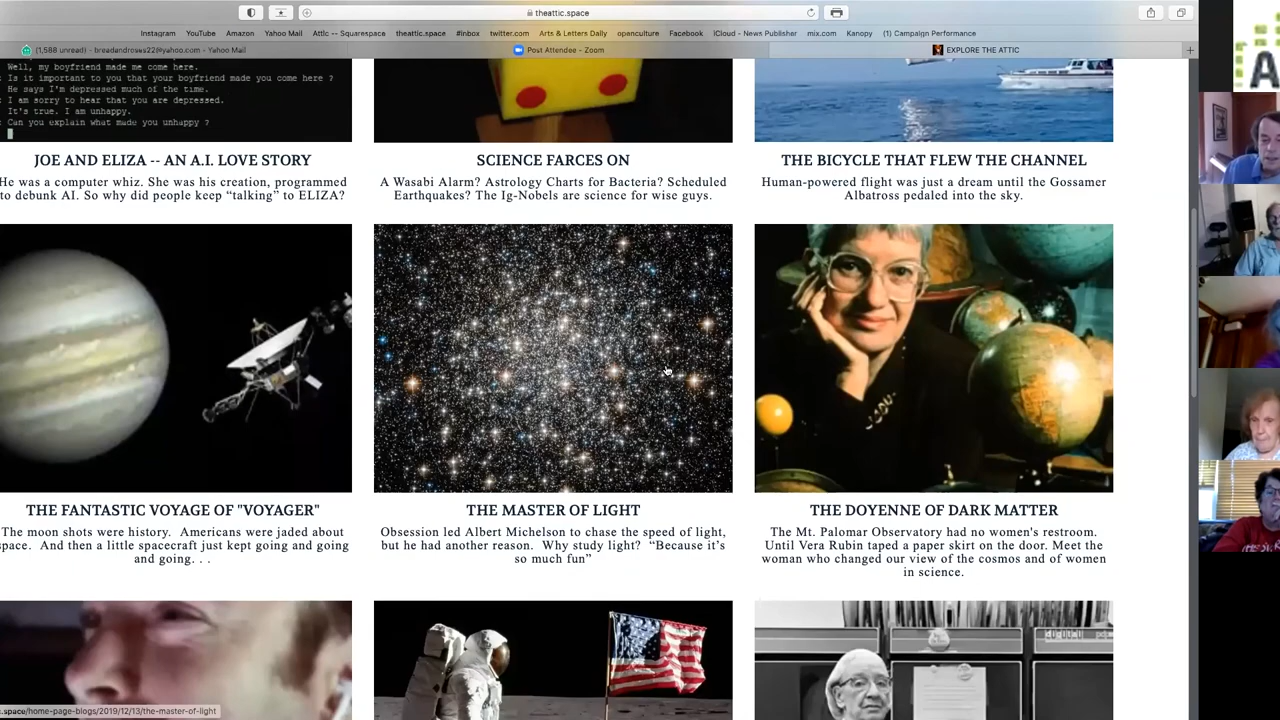 theattic.space
Instagram YouTube Amazon Yahoo Mail Attic -- Squarespace theattic.space #inbox twitter.com Arts & Letters Daily openculture Facebook iCloud - News Publisher mix.com Kanopy (1) Campaign Performance
(1,588 unread) - breadandroses22@yahoo.com - Yahoo Mail
Post Attendee - Zoom
EXPLORE THE ATTIC
Well, my boyfriend made me come here.
: Is it important to you that your boyfriend made you come here ?
He says I'm depressed much of the time.
: I am sorry to hear that you are depressed.
It's true. I am unhappy.
: Can you explain what made you unhappy ?
JOE AND ELIZA -- AN A.I. LOVE STORY
He was a computer whiz. She was his creation, programmed
to debunk AI. So why did people keep “talking” to ELIZA?
SCIENCE FARCES ON
A Wasabi Alarm? Astrology Charts for Bacteria? Scheduled
Earthquakes? The Ig-Nobels are science for wise guys.
THE BICYCLE THAT FLEW THE CHANNEL
Human-powered flight was just a dream until the Gossamer
Albatross pedaled into the sky.
THE FANTASTIC VOYAGE OF "VOYAGER"
The moon shots were history. Americans were jaded about
space. And then a little spacecraft just kept going and going
and going. . .
THE MASTER OF LIGHT
Obsession led Albert Michelson to chase the speed of light,
but he had another reason. Why study light? “Because it’s
so much fun”
THE DOYENNE OF DARK MATTER
The Mt. Palomar Observatory had no women's restroom.
Until Vera Rubin taped a paper skirt on the door. Meet the
woman who changed our view of the cosmos and of women
in science.
digital
.space/home-page-blogs/2019/12/13/the-master-of-light
A